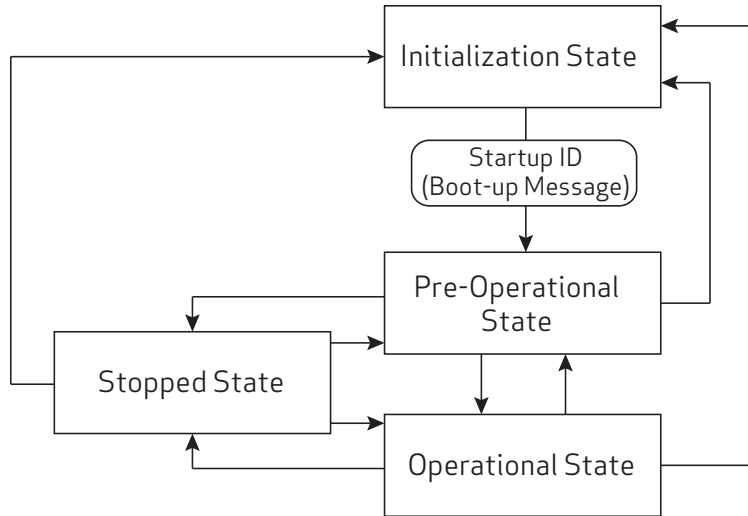 Initialization State
Startup ID
(Boot-up Message)
Pre-Operational
State
Stopped State
Operational State